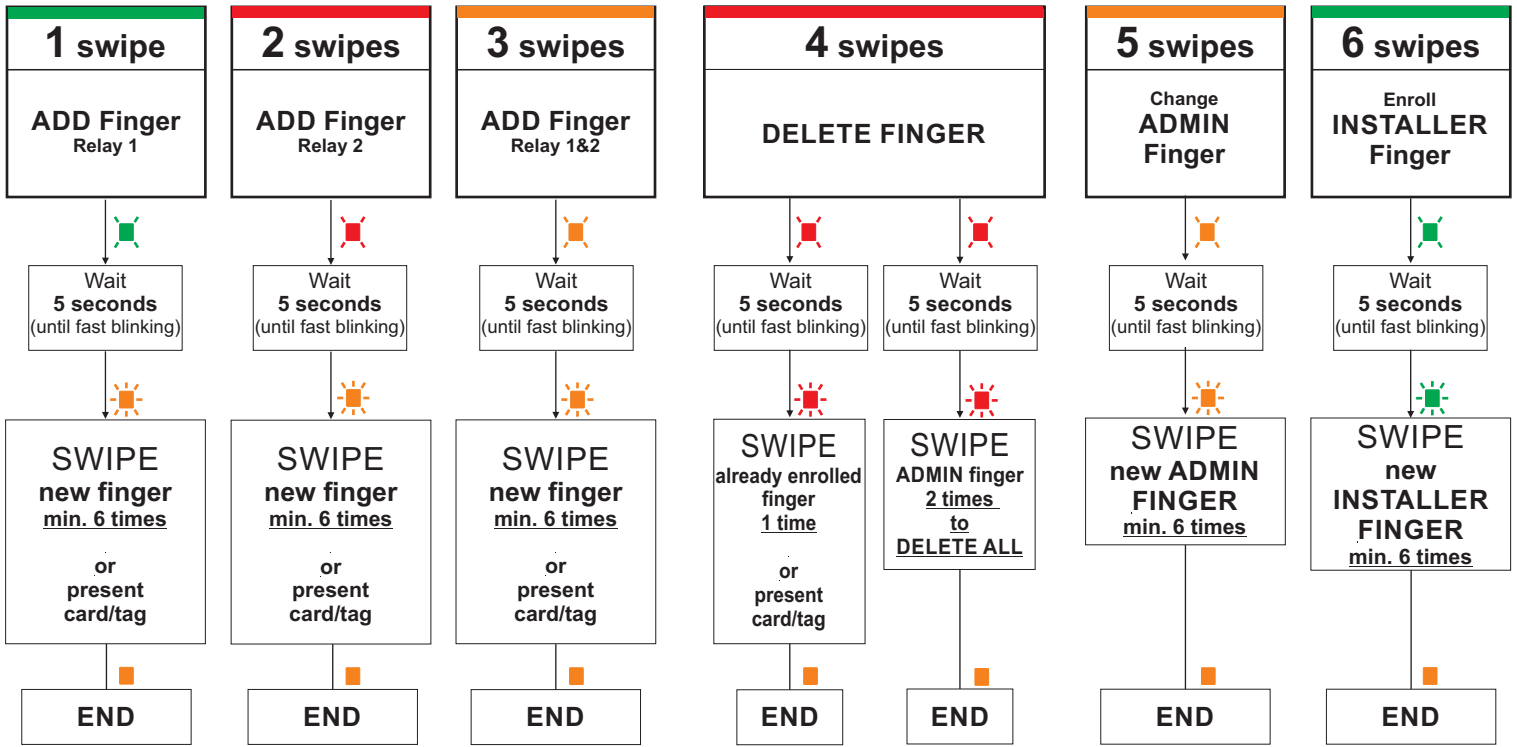 1 swipe
ADD Finger
Relay 1
Wait
5 seconds
(until fast blinking)
SWIPE
new finger
min. 6 times
or
present
card/tag
END
2 swipes
ADD Finger
Relay 2
Wait
5 seconds
(until fast blinking)
SWIPE
new finger
min. 6 times
or
present
card/tag
END
3 swipes
ADD Finger
Relay 1&2
Wait
5 seconds
(until fast blinking)
SWIPE
new finger
min. 6 times
or
present
card/tag
END
4 swipes
DELETE FINGER
Wait
5 seconds
(until fast blinking)
SWIPE
already enrolled
finger
1 time
or
present
card/tag
END
Wait
5 seconds
(until fast blinking)
SWIPE
ADMIN finger
2 times
to
DELETE ALL
END
5 swipes
Change
ADMIN
Finger
Wait
5 seconds
(until fast blinking)
SWIPE
new ADMIN
FINGER
min. 6 times
END
6 swipes
Enroll
INSTALLER
Finger
Wait
5 seconds
(until fast blinking)
SWIPE
new
INSTALLER
FINGER
min. 6 times
END